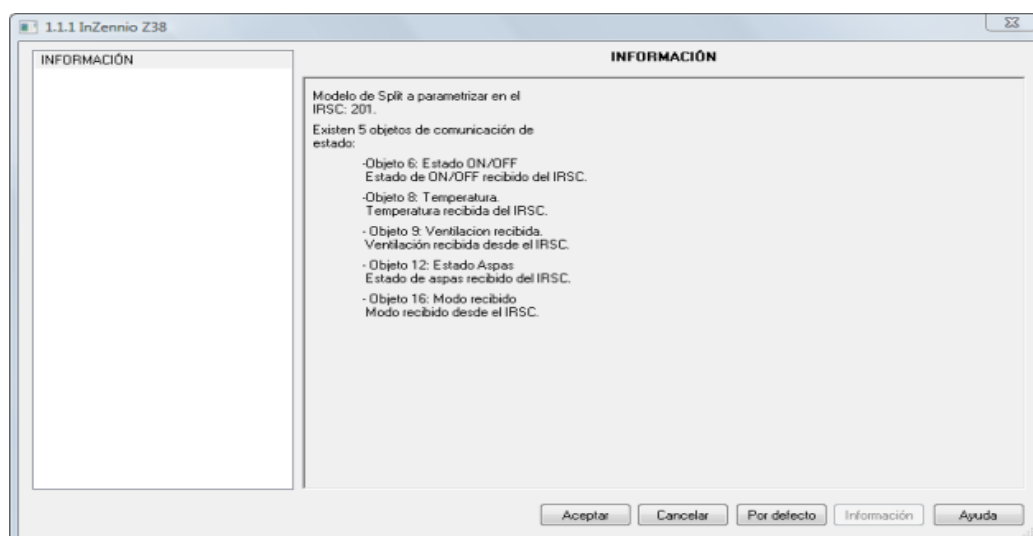 1.1.1 InZennio Z38
INFORMACIÓN
INFORMACIÓN
Modelo de Split a parametrizar en el
IRSC: 201.
Existen 5 objetos de comunicación de
estado:
-Objeto 6: Estado ON/OFF
Estado de ON/OFF recibido del IRSC.
-Objeto 8: Temperatura.
Temperatura recibida del IRSC.
- Objeto 9: Ventilacion recibida.
Ventilación recibida desde el IRSC.
- Objeto 12: Estado Aspas
Estado de aspas recibido del IRSC.
- Objeto 16: Modo recibido
Modo recibido desde el IRSC.
Aceptar Cancelar Por defecto Información Ayuda